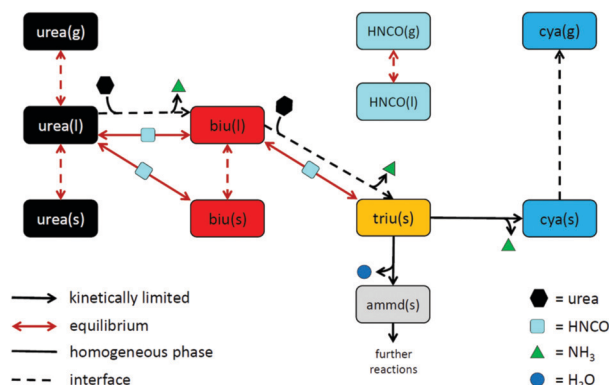 urea(g)
HNCO(g)
cya(g)
urea(l)
biu(l)
HNCO(l)
urea(s)
biu(s)
triu(s)
cya(s)
ammd(s)
further
reactions
kinetically limited
equilibrium
homogeneous phase
interface
= urea
= HNCO
= NH₃
= H₂O